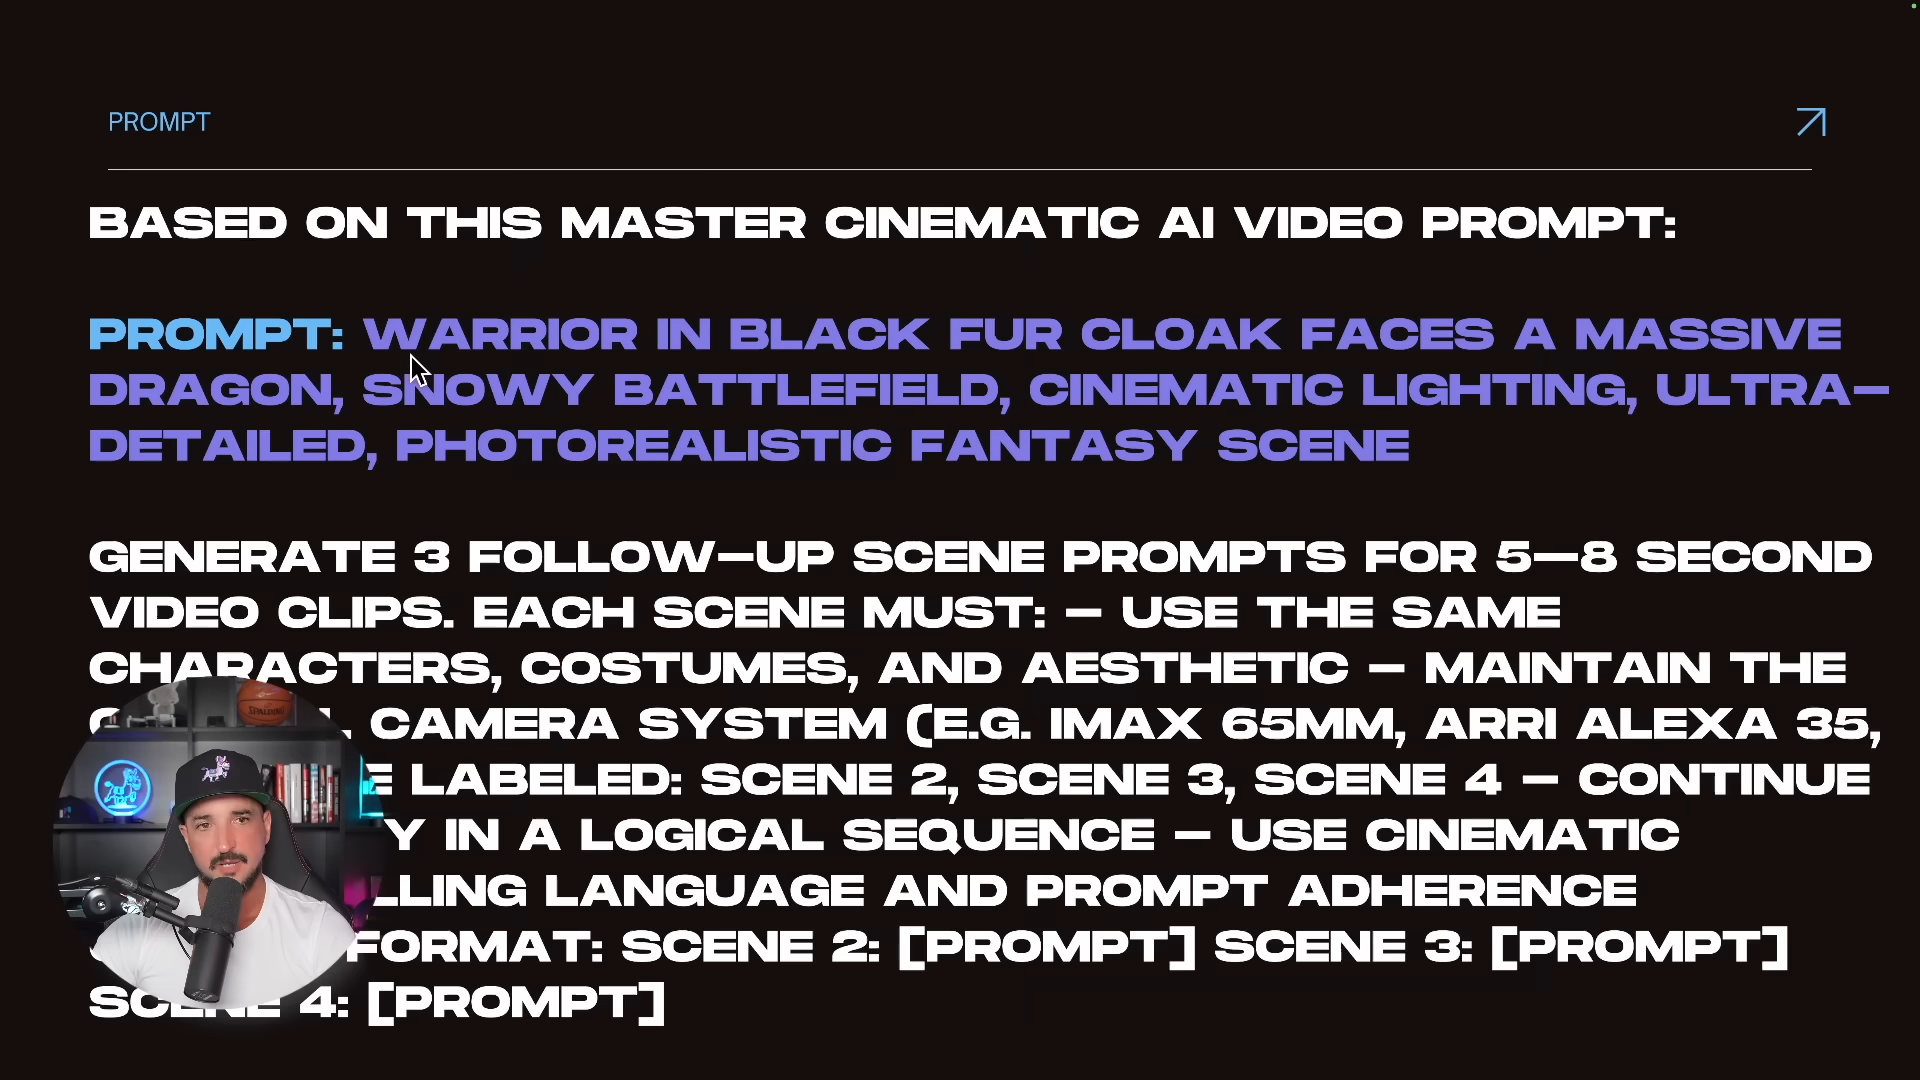 PROMPT
BASED ON THIS MASTER CINEMATIC AI VIDEO PROMPT:
PROMPT: WARRIOR IN BLACK FUR CLOAK FACES A MASSIVE
DRAGON, SNOWY BATTLEFIELD, CINEMATIC LIGHTING, ULTRA-
DETAILED, PHOTOREALISTIC FANTASY SCENE
GENERATE 3 FOLLOW-UP SCENE PROMPTS FOR 5–8 SECOND
VIDEO CLIPS. EACH SCENE MUST: – USE THE SAME
CHARACTERS, COSTUMES, AND AESTHETIC – MAINTAIN THE
CAMERA SYSTEM (E.G. IMAX 65MM, ARRI ALEXA 35,
LABELED: SCENE 2, SCENE 3, SCENE 4 – CONTINUE
IN A LOGICAL SEQUENCE – USE CINEMATIC
LANGUAGE AND PROMPT ADHERENCE
FORMAT: SCENE 2: [PROMPT] SCENE 3: [PROMPT]
SCENE 4: [PROMPT]
SPALDING